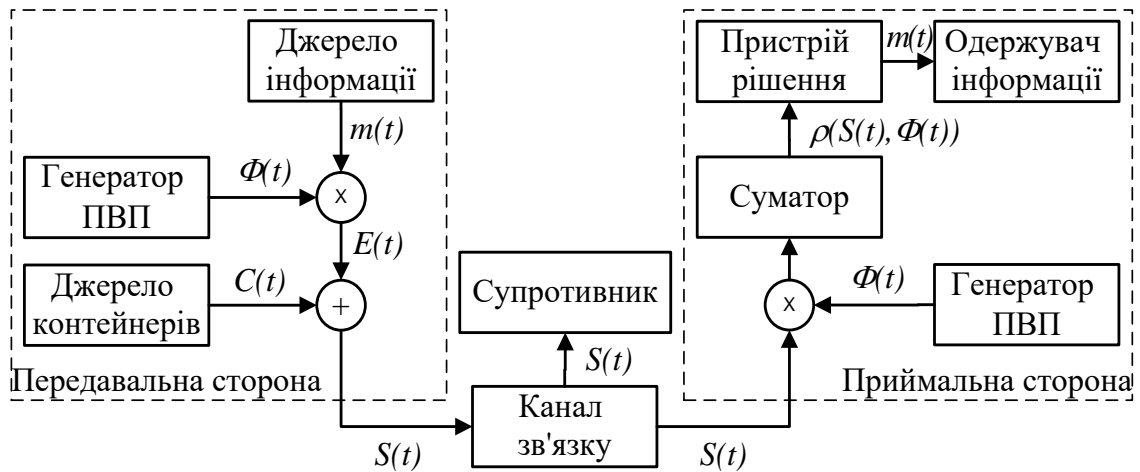 Джерело
інформації
m(t)
Генератор
ПВП
Φ(t)
x
E(t)
Джерело
контейнерів
C(t)
+
Передавальна сторона
S(t)
Супротивник
S(t)
Канал
зв'язку
S(t)
Пристрій
рішення
m(t)
Одержувач
інформації
ρ(S(t),Φ(t))
Суматор
x
Φ(t)
Генератор
ПВП
Приймальна сторона